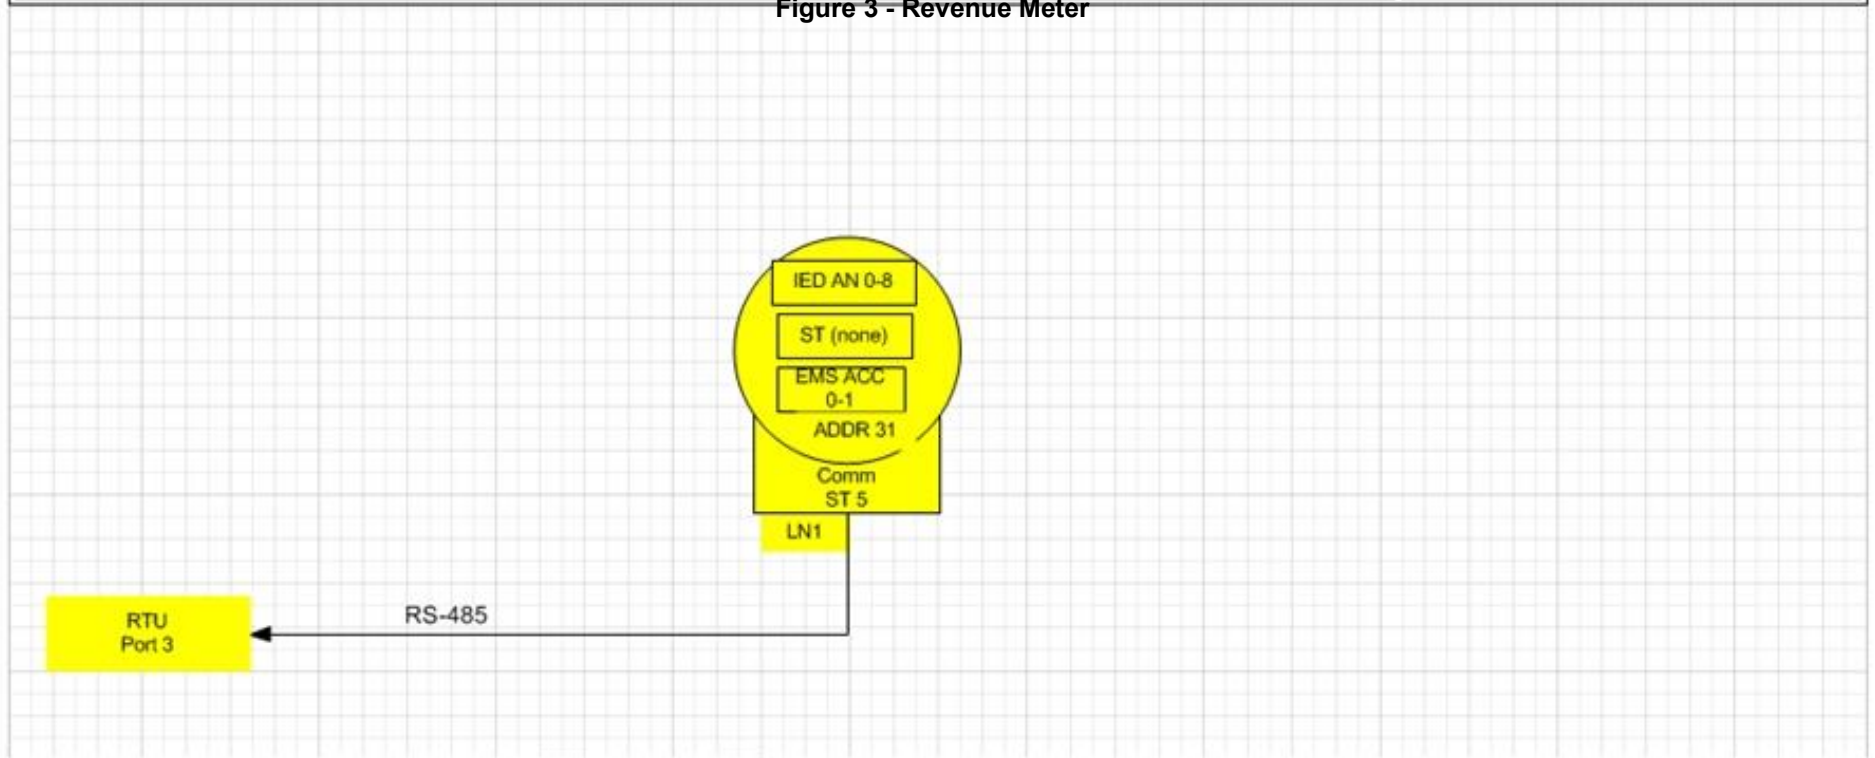 Figure 3 - Revenue Meter
IED AN 0-8
ST (none)
EMS ACC
0-1
ADDR 31
Comm
ST 5
LN1
RS-485
RTU
Port 3